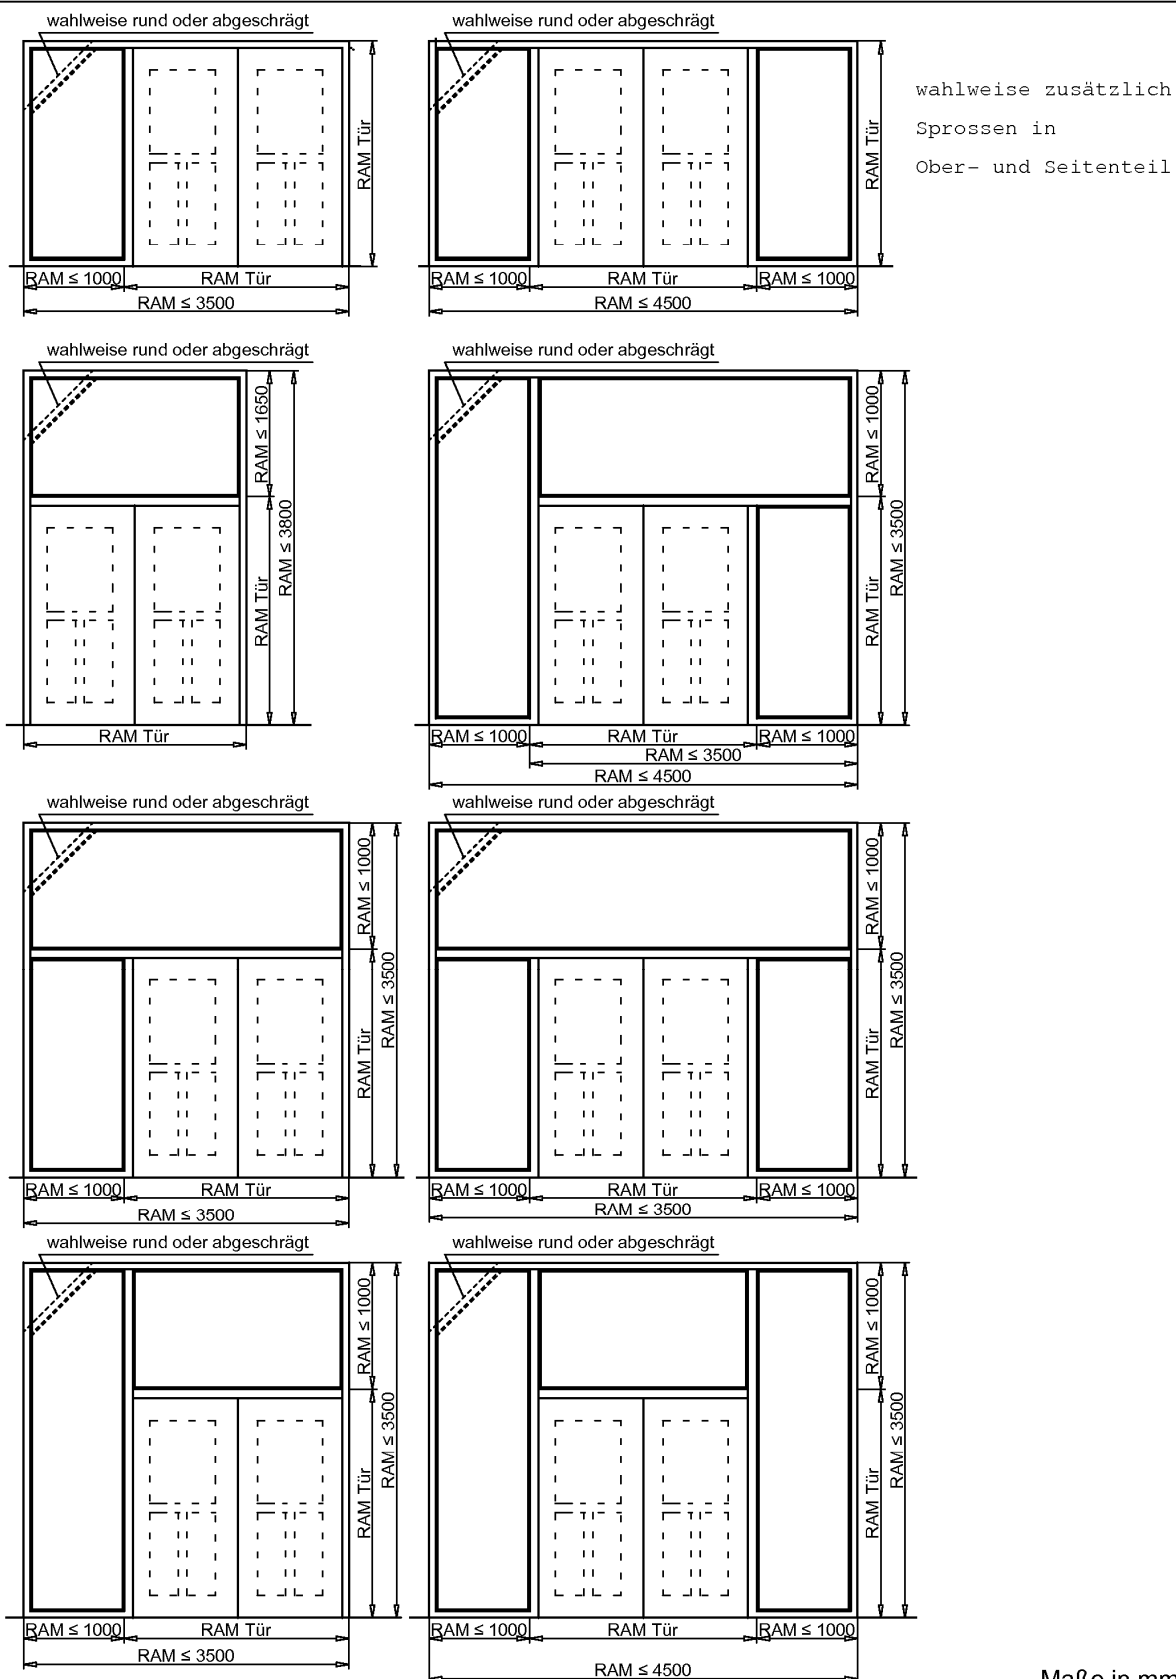 wahlweise rund oder abgeschrägt
RAM Tür
RAM ≤ 1000
RAM Tür
RAM ≤ 3500
wahlweise rund oder abgeschrägt
RAM Tür
RAM ≤ 1000
RAM Tür
RAM ≤ 1000
RAM ≤ 4500
wahlweise zusätzlich
Sprossen in
Ober- und Seitenteil
wahlweise rund oder abgeschrägt
RAM ≤ 1650
RAM Tür
RAM ≤ 3800
RAM Tür
wahlweise rund oder abgeschrägt
RAM ≤ 1000
RAM Tür
RAM ≤ 3500
RAM ≤ 1000
RAM Tür
RAM ≤ 1000
RAM ≤ 3500
RAM ≤ 4500
wahlweise rund oder abgeschrägt
RAM ≤ 1000
RAM Tür
RAM ≤ 3500
RAM ≤ 1000
RAM Tür
RAM ≤ 3500
wahlweise rund oder abgeschrägt
RAM ≤ 1000
RAM Tür
RAM ≤ 3500
RAM ≤ 1000
RAM Tür
RAM ≤ 1000
RAM ≤ 3500
wahlweise rund oder abgeschrägt
RAM ≤ 1000
RAM Tür
RAM ≤ 3500
RAM ≤ 1000
RAM Tür
RAM ≤ 3500
wahlweise rund oder abgeschrägt
RAM ≤ 1000
RAM Tür
RAM ≤ 3500
RAM ≤ 1000
RAM Tür
RAM ≤ 1000
RAM ≤ 4500
Maße in mm